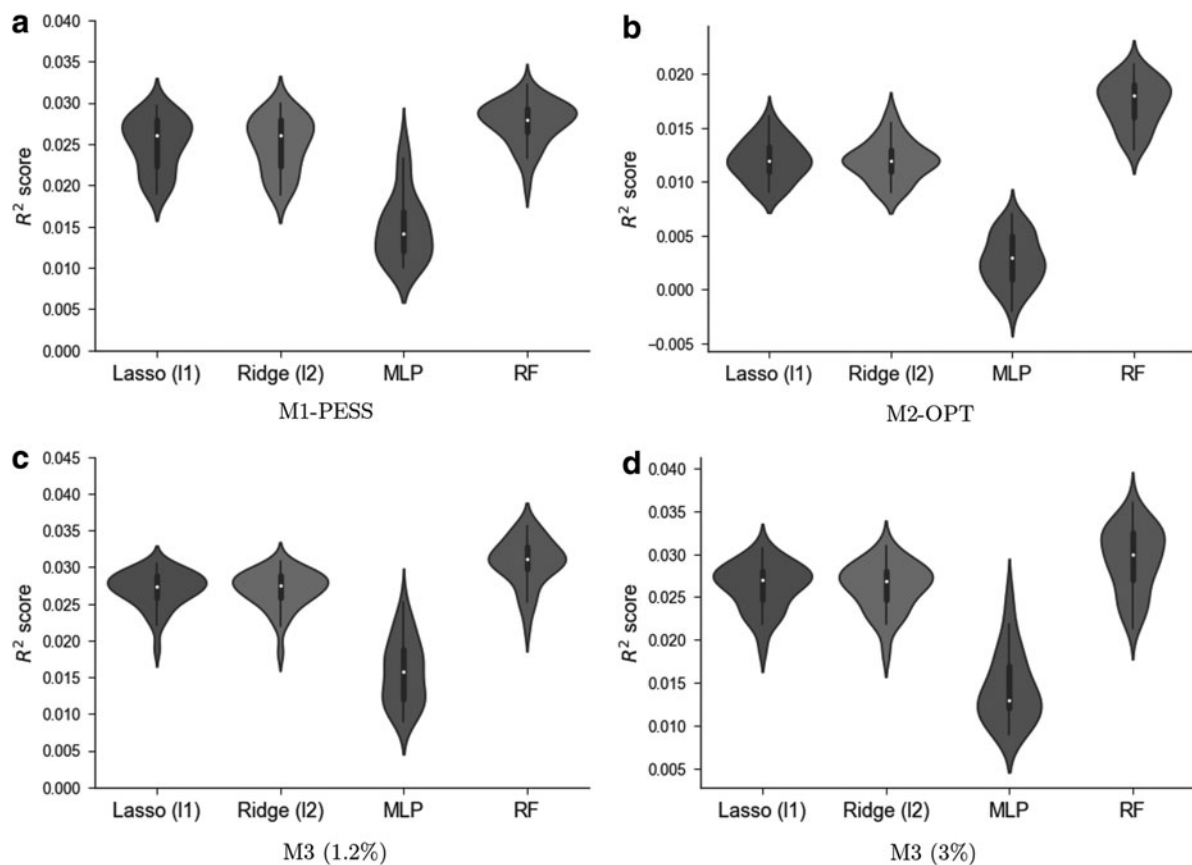 a
R² score
0.040
0.035
0.030
0.025
0.020
0.015
0.010
0.005
0.000
Lasso (l1) Ridge (l2) MLP RF
M1-PESS
b
R² score
0.020
0.015
0.010
0.005
0.000
−0.005
Lasso (l1) Ridge (l2) MLP RF
M2-OPT
c
R² score
0.045
0.040
0.035
0.030
0.025
0.020
0.015
0.010
0.005
0.000
Lasso (l1) Ridge (l2) MLP RF
M3 (1.2%)
d
R² score
0.040
0.035
0.030
0.025
0.020
0.015
0.010
0.005
Lasso (l1) Ridge (l2) MLP RF
M3 (3%)